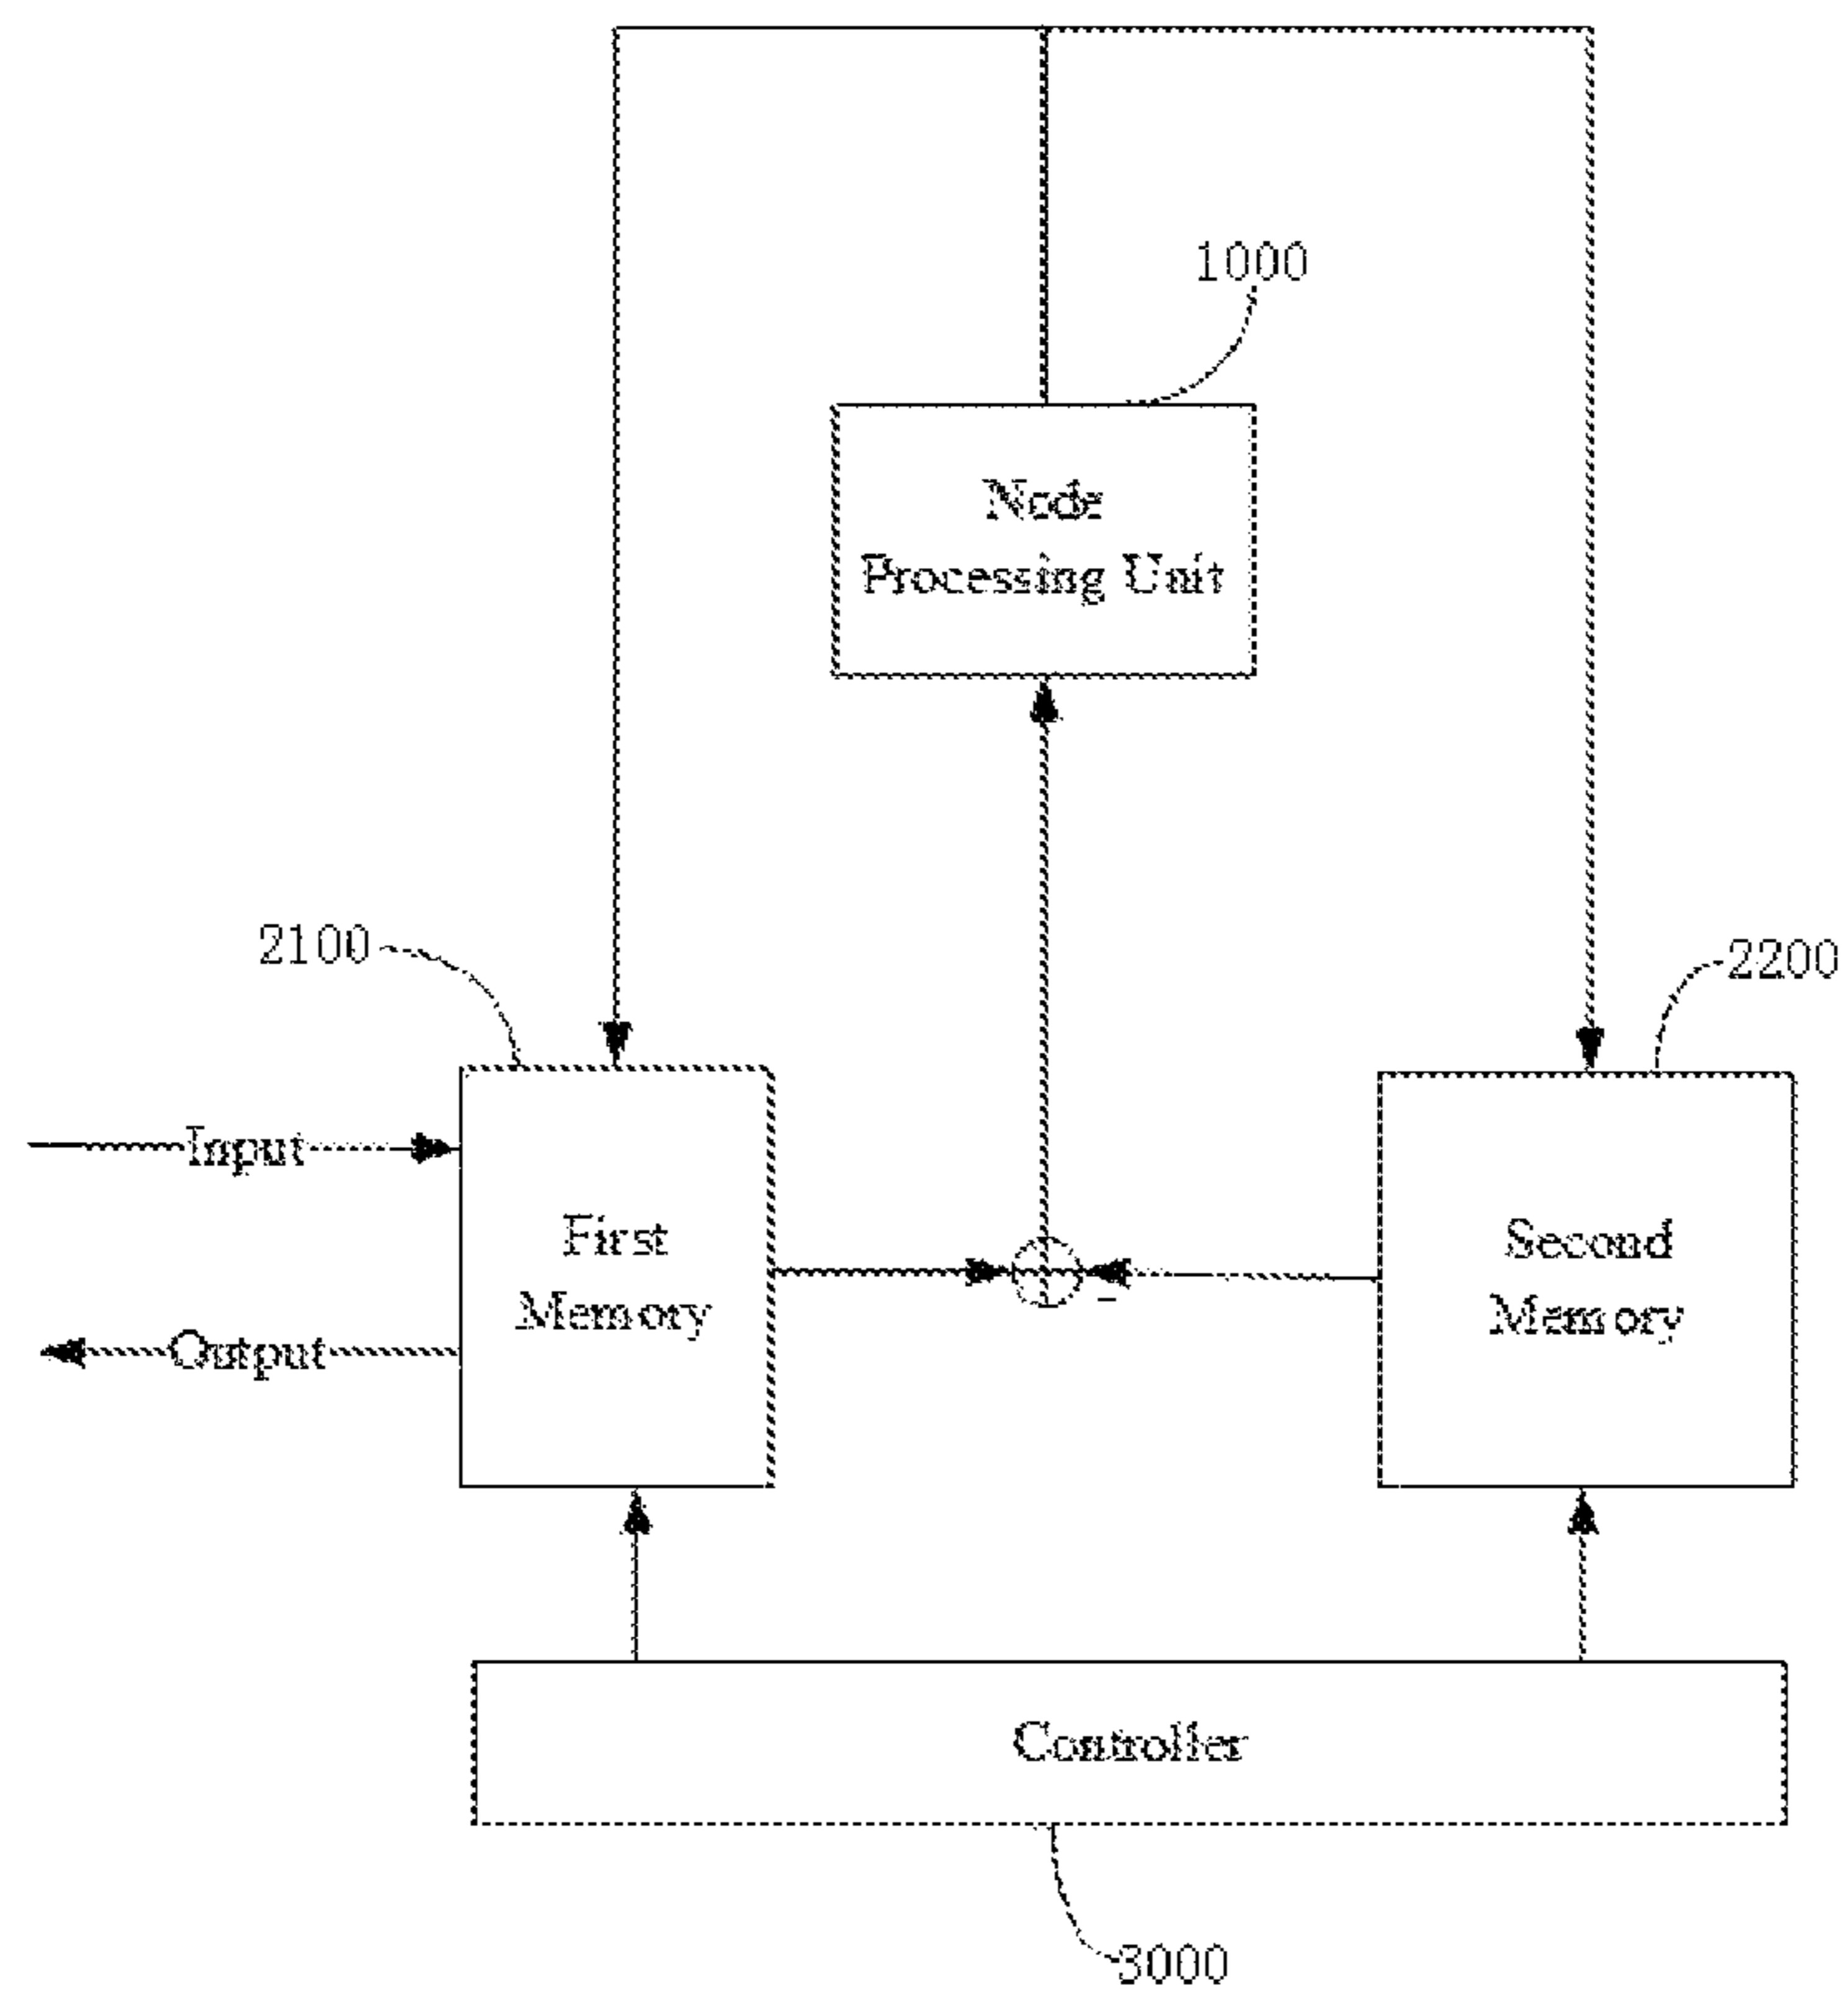 1000
Node
Processing Unit
2100
2200
Input
First
Memory
Second
Memory
-
Output
Controller
3000